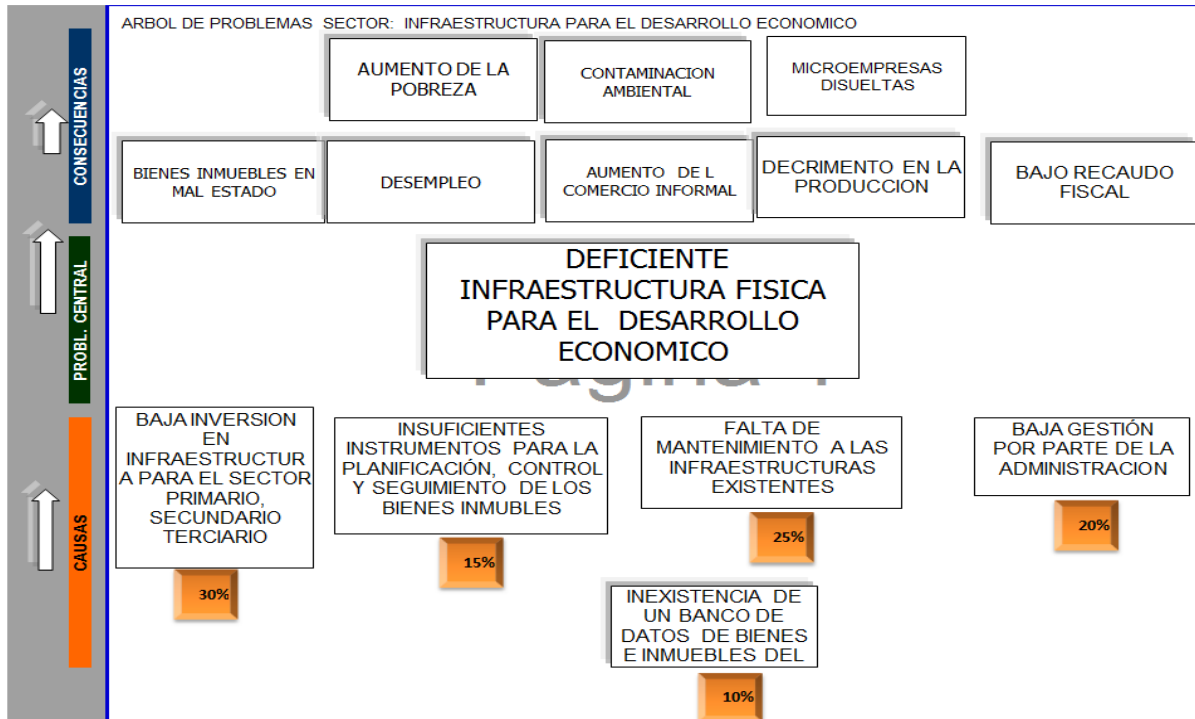 ARBOL DE PROBLEMAS SECTOR: INFRAESTRUCTURA PARA EL DESARROLLO ECONOMICO
CONSECUENCIAS
AUMENTO DE LA
POBREZA
CONTAMINACION
AMBIENTAL
MICROEMPRESAS
DISUELTAS
BIENES INMUEBLES EN
MAL ESTADO
DESEMPLEO
AUMENTO DE L
COMERCIO INFORMAL
DECRIMENTO EN LA
PRODUCCION
BAJO RECAUDO
FISCAL
PROBL. CENTRAL
DEFICIENTE
INFRAESTRUCTURA FISICA
PARA EL DESARROLLO
ECONOMICO
CAUSAS
BAJA INVERSION
EN
INFRAESTRUCTUR
A PARA EL SECTOR
PRIMARIO,
SECUNDARIO
TERCIARIO
30%
INSUFICIENTES
INSTRUMENTOS PARA LA
PLANIFICACIÓN, CONTROL
Y SEGUIMIENTO DE LOS
BIENES INMUBLES
15%
FALTA DE
MANTENIMIENTO A LAS
INFRAESTRUCTURAS
EXISTENTES
25%
BAJA GESTIÓN
POR PARTE DE LA
ADMINISTRACION
20%
INEXISTENCIA DE
UN BANCO DE
DATOS DE BIENES
E INMUEBLES DEL
10%